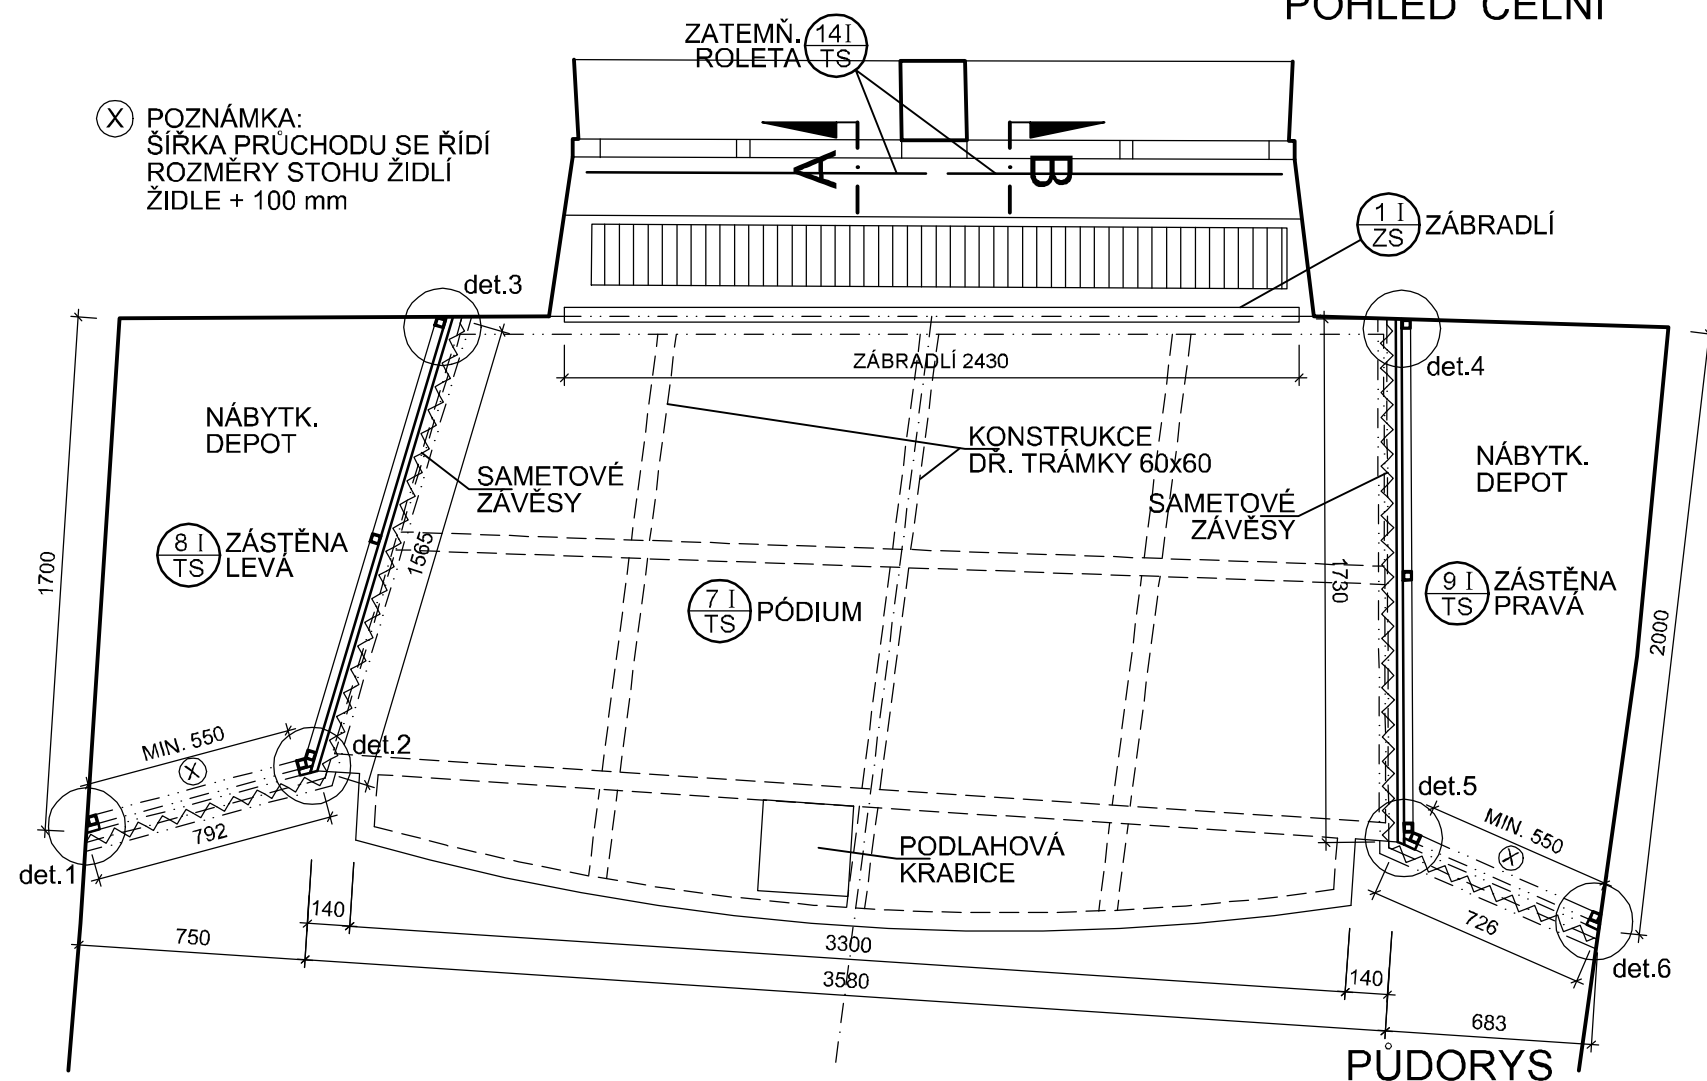 POHLED ČELNÍ
ZATEMŇ.
ROLETA
14I
TS
X
POZNÁMKA:
ŠÍŘKA PRŮCHODU SE ŘÍDÍ
ROZMĚRY STOHU ŽIDLÍ
ŽIDLE + 100 mm
A
B
1 I
ZS
ZÁBRADLÍ
det.3
det.4
ZÁBRADLÍ 2430
NÁBYTK.
DEPOT
SAMETOVÉ
ZÁVĚSY
KONSTRUKCE
DŘ. TRÁMKY 60x60
SAMETOVÉ
ZÁVĚSY
NÁBYTK.
DEPOT
8 I
TS
ZÁSTĚNA
LEVÁ
1565
1700
7 I
TS
PÓDIUM
1730
9 I
TS
ZÁSTĚNA
PRAVÁ
2000
MIN. 550
X
det.2
792
det.1
PODLAHOVÁ
KRABICE
det.5
MIN. 550
X
726
det.6
140
750
3300
3580
140
683
PŮDORYS